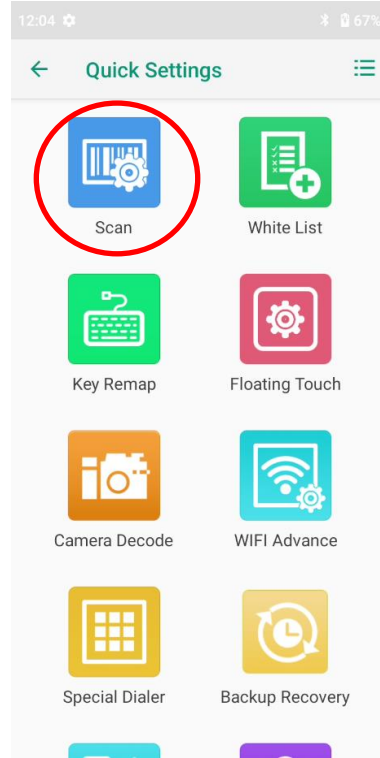 12:04 67%
Quick Settings
Scan White List
Key Remap Floating Touch
Camera Decode WIFI Advance
Special Dialer Backup Recovery